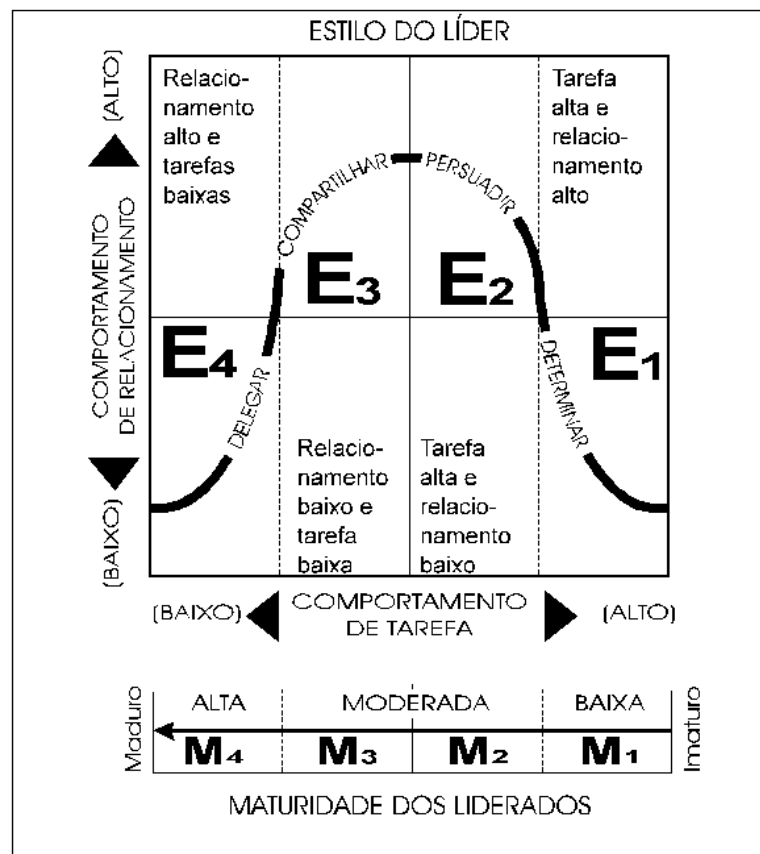 ESTILO DO LÍDER
(ALTO)
COMPORTAMENTO
DE RELACIONAMENTO
(BAIXO)
Relacio-
namento
alto e
tarefas
baixas
Tarefa
alta e
relacio-
namento
alto
COMPARTILHAR
PERSUADIR
E3
E2
E4
E1
DELEGAR
DETERMINAR
Relacio-
namento
baixo e
tarefa
baixa
Tarefa
alta e
relacio-
namento
baixo
(BAIXO)
COMPORTAMENTO
DE TAREFA
(ALTO)
Maduro
ALTA
MODERADA
BAIXA
Imaturo
M4
M3
M2
M1
MATURIDADE DOS LIDERADOS